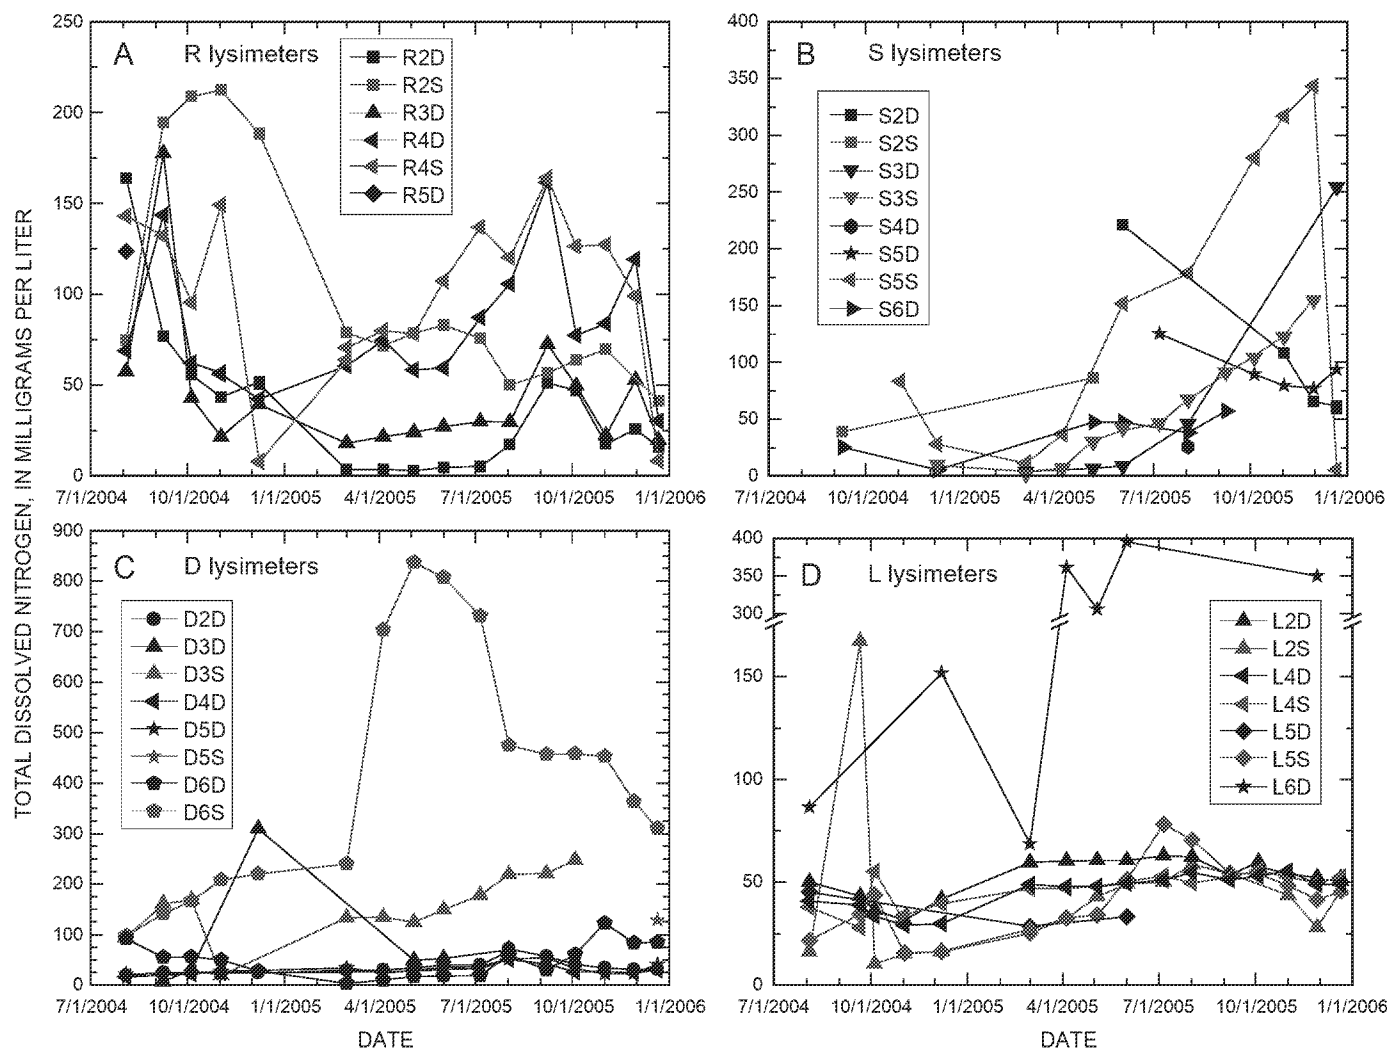 TOTAL DISSOLVED NITROGEN, IN MILLIGRAMS PER LITER
A R lysimeters
R2D
R2S
R3D
R4D
R4S
R5D
250
200
150
100
50
0
7/1/2004 10/1/2004 1/1/2005 4/1/2005 7/1/2005 10/1/2005 1/1/2006
B S lysimeters
S2D
S2S
S3D
S3S
S4D
S5D
S5S
S6D
400
350
300
250
200
150
100
50
0
7/1/2004 10/1/2004 1/1/2005 4/1/2005 7/1/2005 10/1/2005 1/1/2006
C D lysimeters
D2D
D3D
D3S
D4D
D5D
D5S
D6D
D6S
900
800
700
600
500
400
300
200
100
0
7/1/2004 10/1/2004 1/1/2005 4/1/2005 7/1/2005 10/1/2005 1/1/2006
DATE
D L lysimeters
L2D
L2S
L4D
L4S
L5D
L5S
L6D
400
350
300
150
100
50
0
7/1/2004 10/1/2004 1/1/2005 4/1/2005 7/1/2005 10/1/2005 1/1/2006
DATE